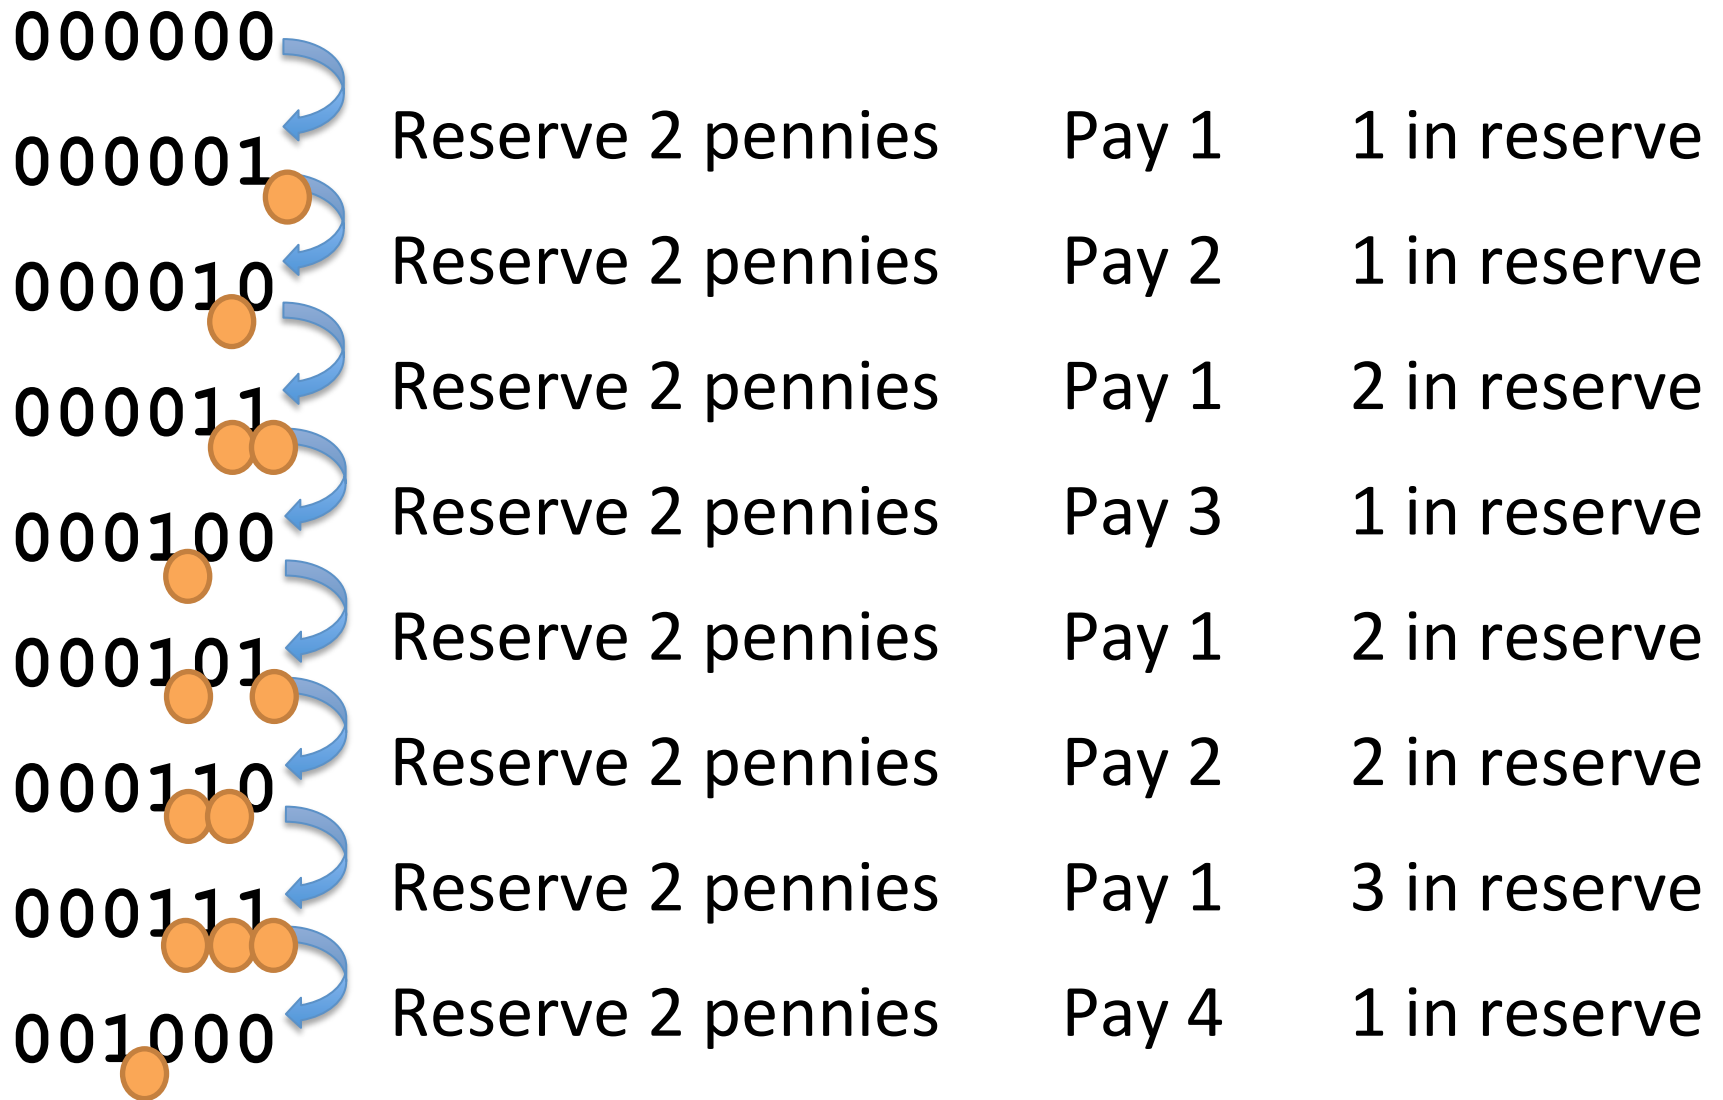 000000
000001 Reserve 2 pennies Pay 1 1 in reserve
000010 Reserve 2 pennies Pay 2 1 in reserve
000011 Reserve 2 pennies Pay 1 2 in reserve
000100 Reserve 2 pennies Pay 3 1 in reserve
000101 Reserve 2 pennies Pay 1 2 in reserve
000110 Reserve 2 pennies Pay 2 2 in reserve
000111 Reserve 2 pennies Pay 1 3 in reserve
001000 Reserve 2 pennies Pay 4 1 in reserve